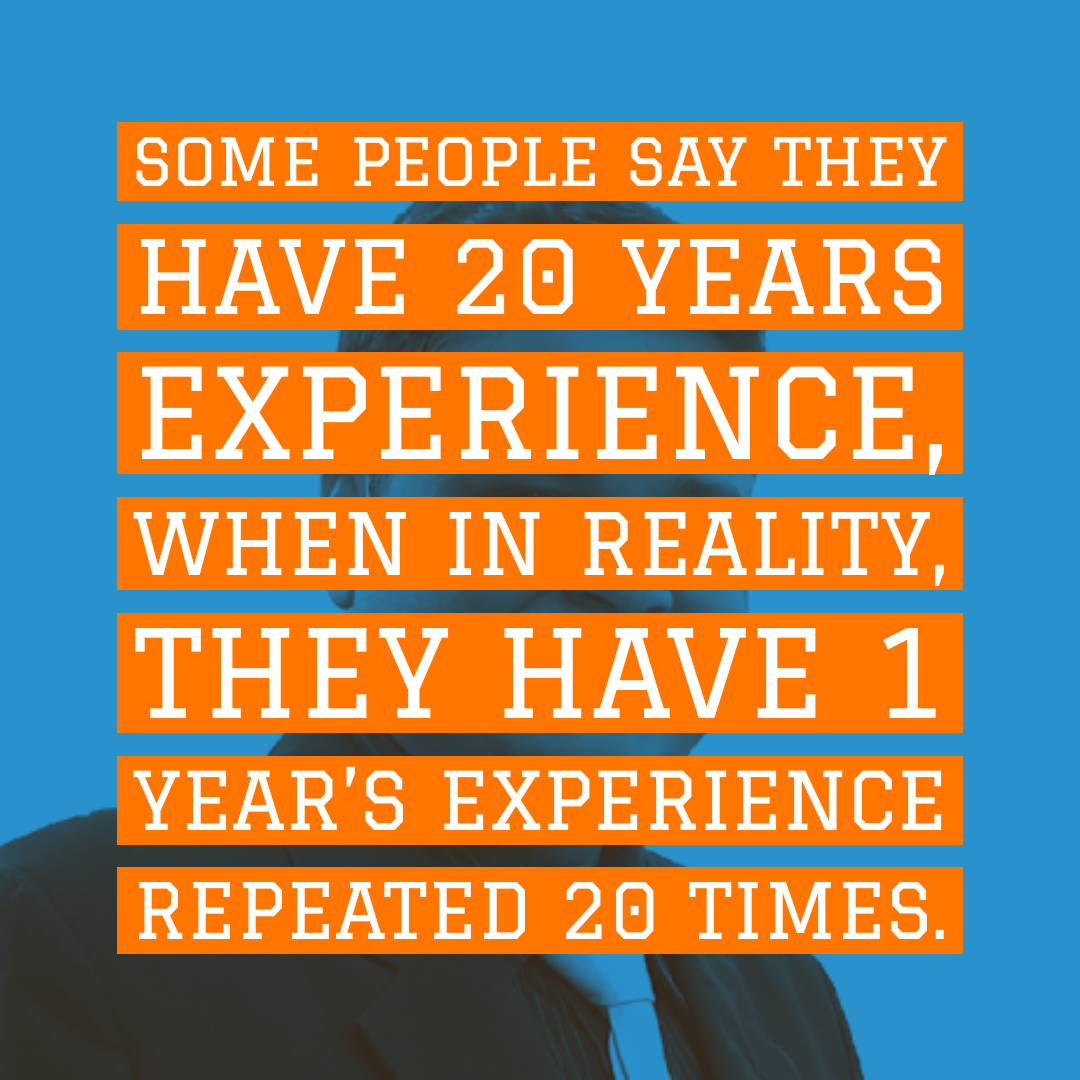 SOME PEOPLE SAY THEY
HAVE 20 YEARS
EXPERIENCE,
WHEN IN REALITY,
THEY HAVE 1
YEAR'S EXPERIENCE
REPEATED 20 TIMES.